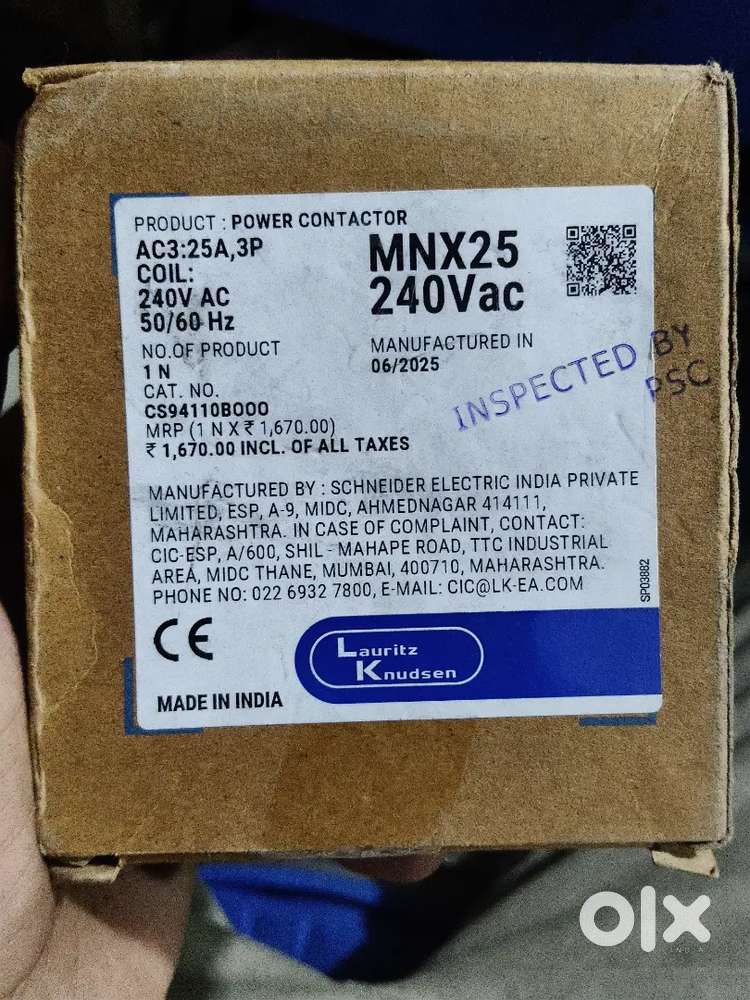 PRODUCT : POWER CONTACTOR
AC3:25A,3P
COIL:
240V AC
50/60 Hz
MNX25
240Vac
NO.OF PRODUCT
1 N
MANUFACTURED IN
06/2025
CAT. NO.
CS94110BOOO
MRP (1 N X ₹ 1,670.00)
₹ 1,670.00 INCL. OF ALL TAXES
INSPECTED BY
PSC
MANUFACTURED BY : SCHNEIDER ELECTRIC INDIA PRIVATE
LIMITED, ESP, A-9, MIDC, AHMEDNAGAR 414111,
MAHARASHTRA. IN CASE OF COMPLAINT, CONTACT:
CIC-ESP, A/600, SHIL - MAHAPE ROAD, TTC INDUSTRIAL
AREA, MIDC THANE, MUMBAI, 400710, MAHARASHTRA.
PHONE NO: 022 6932 7800, E-MAIL: CIC@LK-EA.COM
SP03882
CE
Lauritz
Knudsen
MADE IN INDIA
olx
INDIA